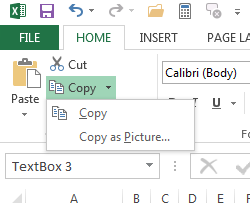 FILE HOME INSERT PAGE LA
Cut
Paste Copy Calibri (Body)
B I U
Copy
Copy as Picture...
TextBox 3
A B C